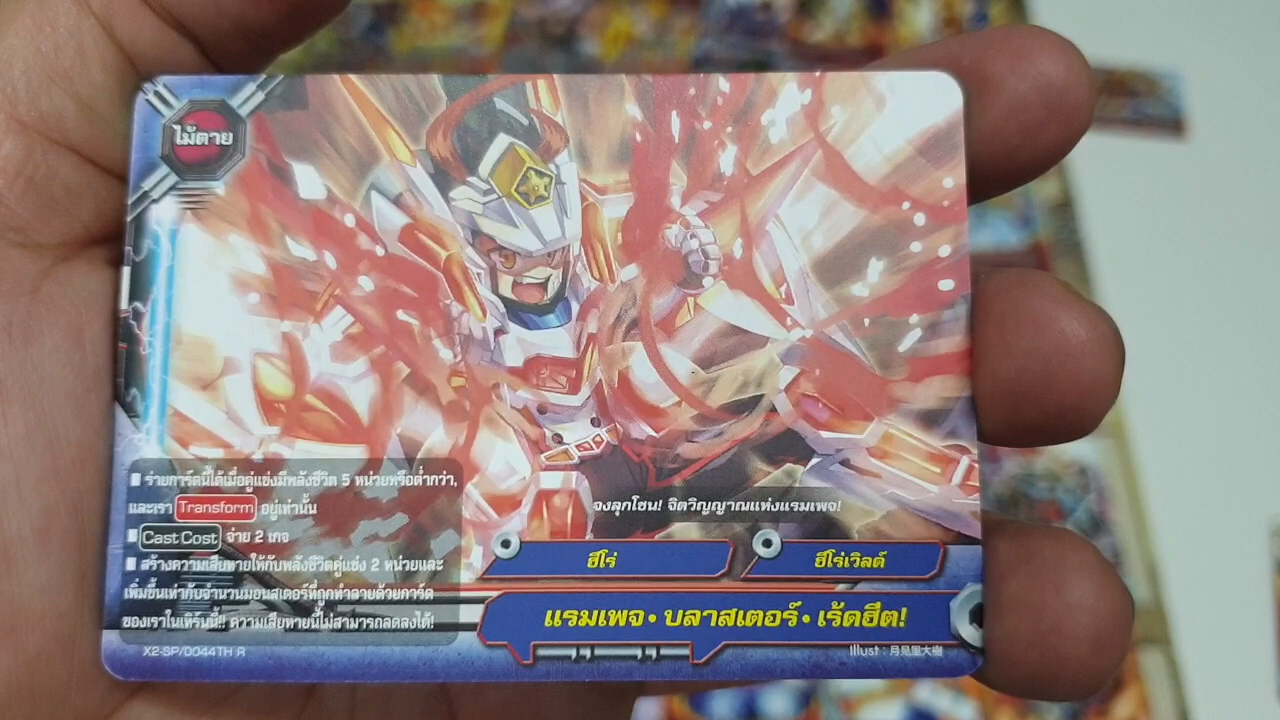 ไม้ตาย
■ ร่ายการ์ดนี้ได้เมื่อคู่แข่งมีพลังชีวิต 5 หน่วยหรือต่ำกว่า,
และเรา Transform อยู่เท่านั้น
■ Cast Cost จ่าย 2 เกจ
■ สร้างความเสียหายให้กับพลังชีวิตคู่แข่ง 2 หน่วยและ
เพิ่มขึ้นเท่ากับจำนวนมอนสเตอร์ที่ถูกทำลายด้วยการ์ด
ของเราในเทิร์นนี้!! ความเสียหายนี้ไม่สามารถลดลงได้!
จงลุกโชน! จิตวิญญาณแห่งแรมเพจ!
ฮีโร่
ฮีโร่เวิลด์
แรมเพจ • บลาสเตอร์ • เร้ดฮีต!
X2-SP/0044TH R
Illust : 月見里大樹